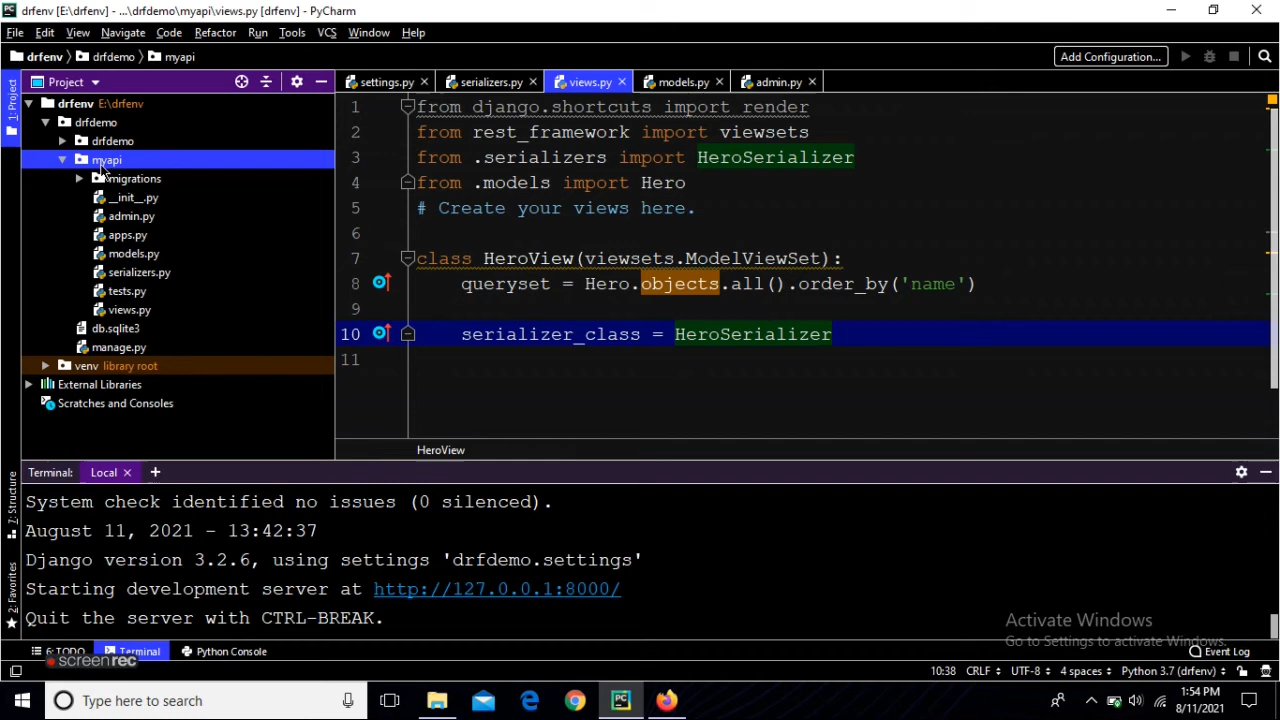 drfenv [E:\drfenv] - ...\drfdemo\myapi\views.py [drfenv] - PyCharm
File Edit View Navigate Code Refactor Run Tools VCS Window Help
drfenv drfdemo myapi Add Configuration...
1: Project
Project
settings.py serializers.py views.py models.py admin.py
drfenv E:\drfenv
drfdemo
drfdemo
myapi
migrations
__init__.py
admin.py
apps.py
models.py
serializers.py
tests.py
views.py
db.sqlite3
manage.py
venv library root
External Libraries
Scratches and Consoles
1 from django.shortcuts import render
2 from rest_framework import viewsets
3 from .serializers import HeroSerializer
4 from .models import Hero
5 # Create your views here.
6
7 class HeroView(viewsets.ModelViewSet):
8 queryset = Hero.objects.all().order_by('name')
9
10 serializer_class = HeroSerializer
11
HeroView
Terminal: Local +
System check identified no issues (0 silenced).
August 11, 2021 - 13:42:37
Django version 3.2.6, using settings 'drfdemo.settings'
Starting development server at http://127.0.0.1:8000/
Quit the server with CTRL-BREAK.
Z: Structure
2: Favorites
Activate Windows
Go to Settings to activate Windows.
6: TODO Terminal Python Console Event Log
screenrec
10:38 CRLF UTF-8 4 spaces Python 3.7 (drfenv)
Type here to search
1:54 PM
8/11/2021